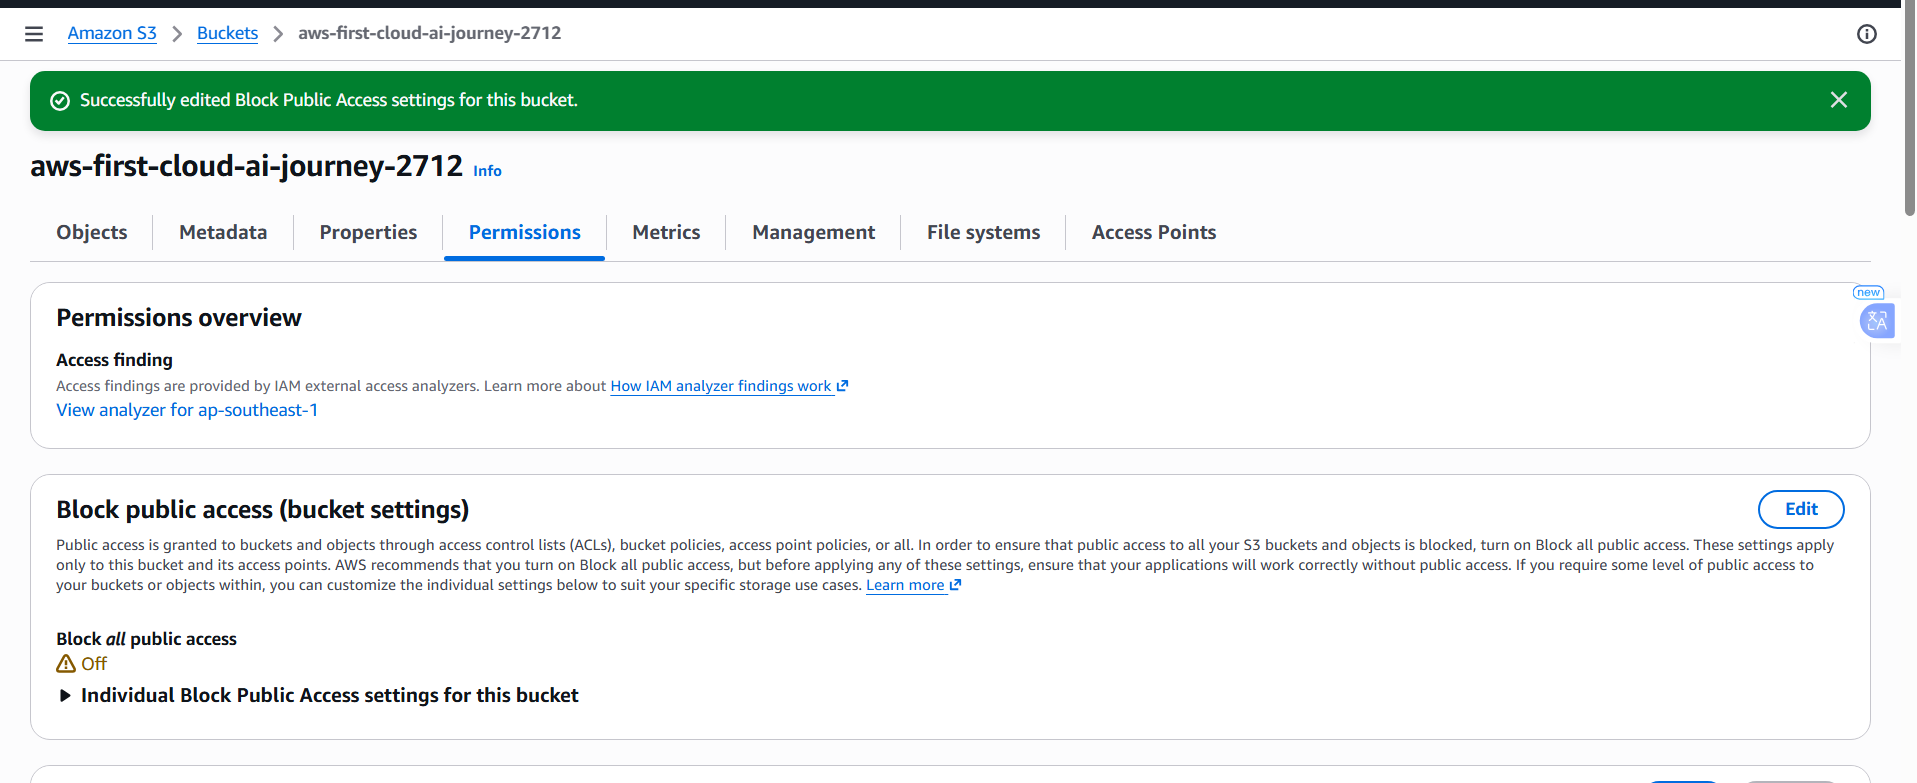 Amazon S3 > Buckets > aws-first-cloud-ai-journey-2712
Successfully edited Block Public Access settings for this bucket.
aws-first-cloud-ai-journey-2712 Info
Objects Metadata Properties Permissions Metrics Management File systems Access Points
new
Permissions overview
Access finding
Access findings are provided by IAM external access analyzers. Learn more about How IAM analyzer findings work
View analyzer for ap-southeast-1
Block public access (bucket settings)
Edit
Public access is granted to buckets and objects through access control lists (ACLs), bucket policies, access point policies, or all. In order to ensure that public access to all your S3 buckets and objects is blocked, turn on Block all public access. These settings apply
only to this bucket and its access points. AWS recommends that you turn on Block all public access, but before applying any of these settings, ensure that your applications will work correctly without public access. If you require some level of public access to
your buckets or objects within, you can customize the individual settings below to suit your specific storage use cases. Learn more
Block all public access
Off
Individual Block Public Access settings for this bucket